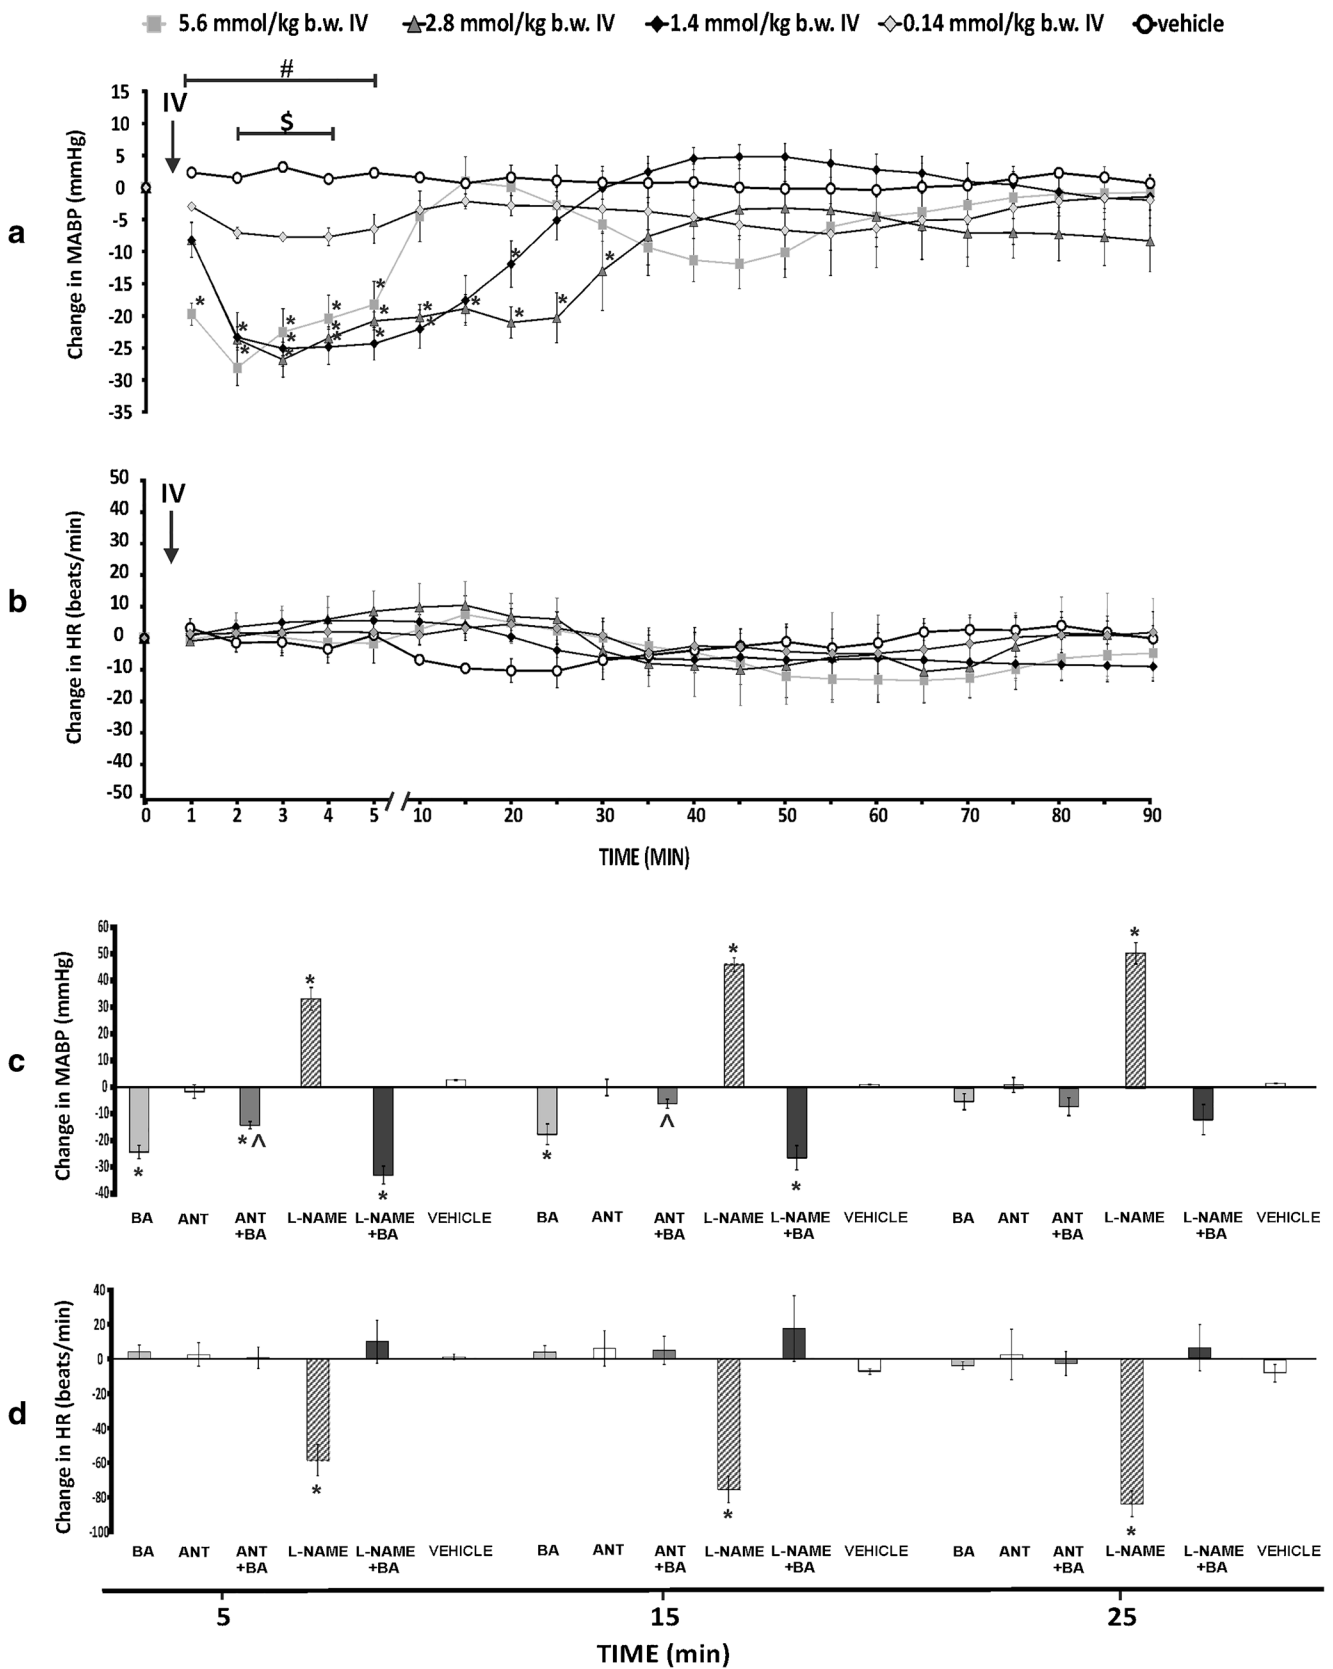 5.6 mmol/kg b.w. IV 2.8 mmol/kg b.w. IV 1.4 mmol/kg b.w. IV 0.14 mmol/kg b.w. IV vehicle
#
$
IV
a
Change in MABP (mmHg)
15
10
5
0
-5
-10
-15
-20
-25
-30
-35
* * * * * * * * * * * * * * * * * *
b
Change in HR (beats/min)
IV
50
40
30
20
10
0
-10
-20
-30
-40
-50
0 1 2 3 4 5 10 20 30 40 50 60 70 80 90
TIME (MIN)
c
Change in MABP (mmHg)
60
50
40
30
20
10
0
-10
-20
-30
-40
* *^ * * * ^ * * *
BA ANT ANT L-NAME L-NAME VEHICLE BA ANT ANT L-NAME L-NAME VEHICLE BA ANT ANT L-NAME L-NAME VEHICLE
+BA +BA +BA +BA +BA +BA
d
Change in HR (beats/min)
40
20
0
-20
-40
-60
-80
-100
* * *
BA ANT ANT L-NAME L-NAME VEHICLE BA ANT ANT L-NAME L-NAME VEHICLE BA ANT ANT L-NAME L-NAME VEHICLE
+BA +BA +BA +BA +BA +BA
5 15 25
TIME (min)